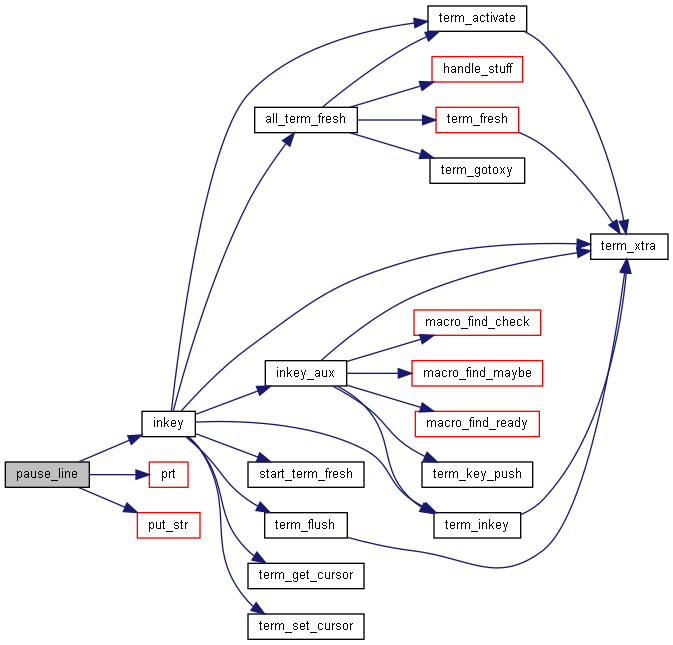 term_activate
handle_stuff
all_term_fresh
term_fresh
term_gotoxy
term_xtra
macro_find_check
inkey_aux
macro_find_maybe
inkey
macro_find_ready
pause_line
prt
start_term_fresh
term_key_push
put_str
term_flush
term_inkey
term_get_cursor
term_set_cursor